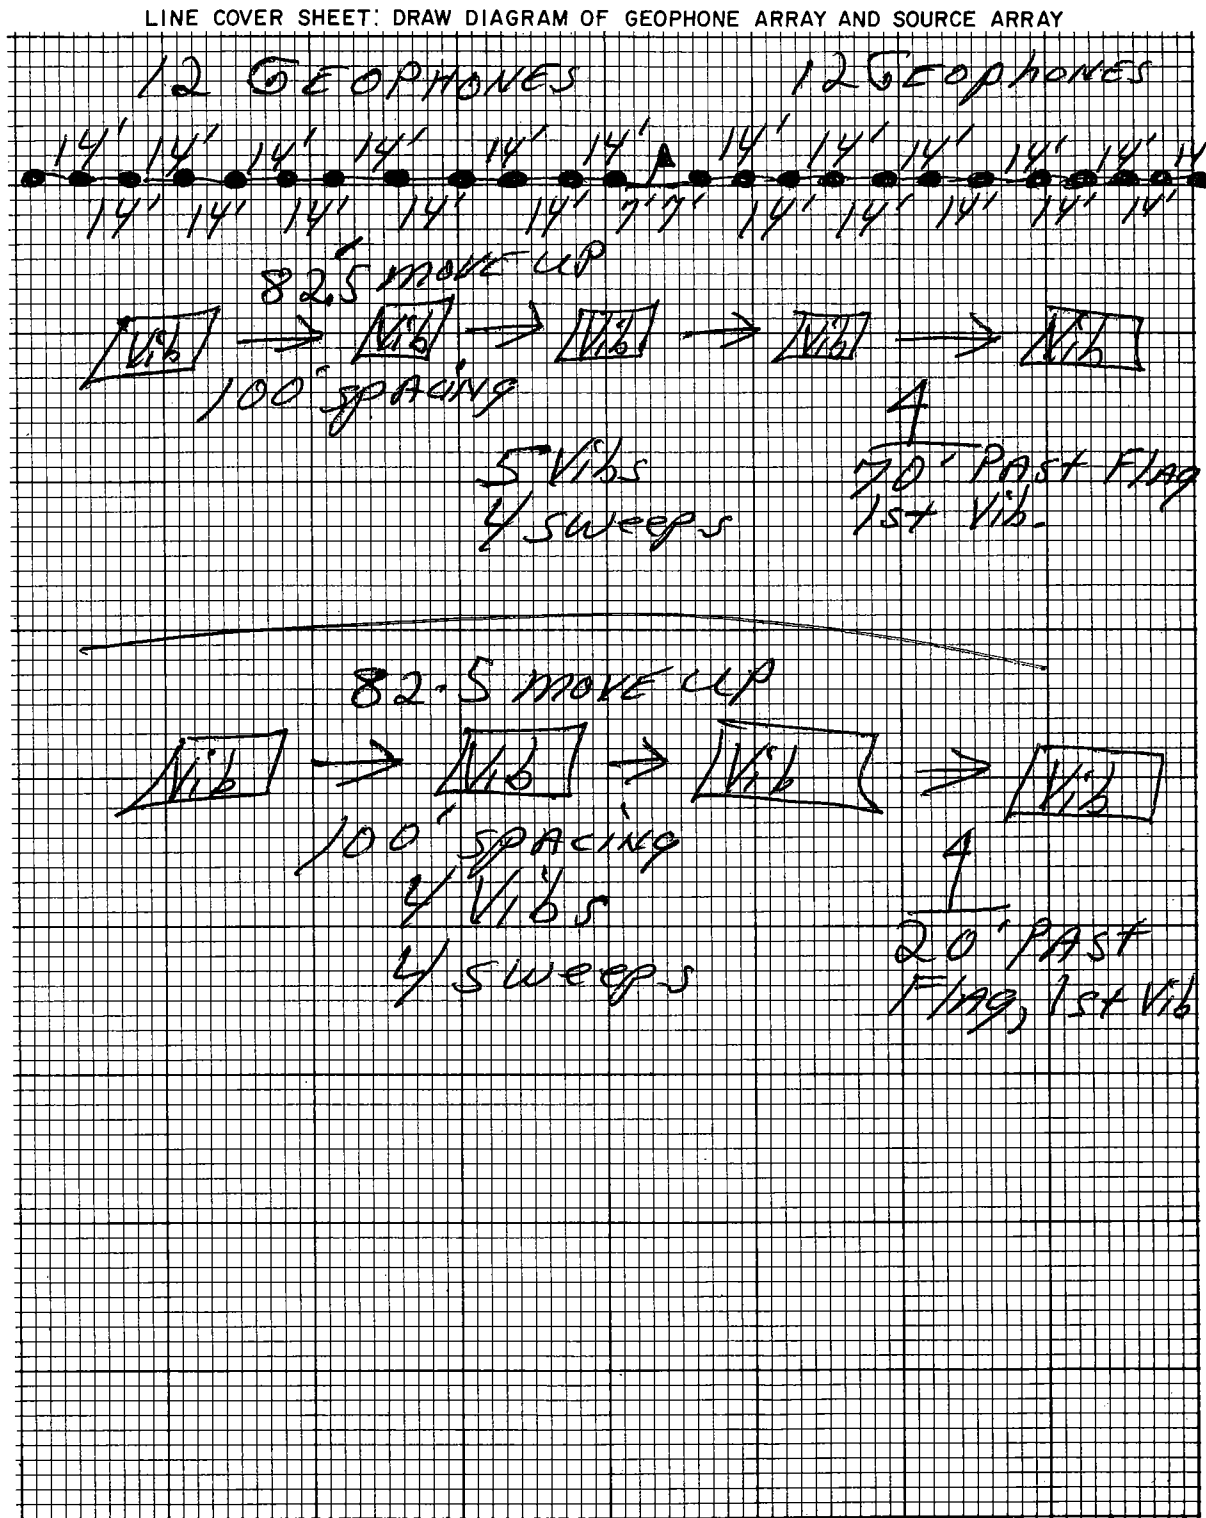 LINE COVER SHEET: DRAW DIAGRAM OF GEOPHONE ARRAY AND SOURCE ARRAY
12 GEOPHONES 12 GEOphONES
14' 14' 14' 14' 14' 14' 14' 14' 14' 14' 14' 14'
14' 14' 14' 14' 14' 7' 7' 14' 14' 14' 14' 14'
82.5' MOVE UP
Vib Vib Vib Vib Vib
100' SPACING
5 Vibs
4 sweeps
70' PAST FLAG
1st Vib.
82.5 MOVE UP
Vib Vib Vib Vib
100' SPACING
4 Vibs
4 sweeps
20' PAST
FLAG, 1st Vib